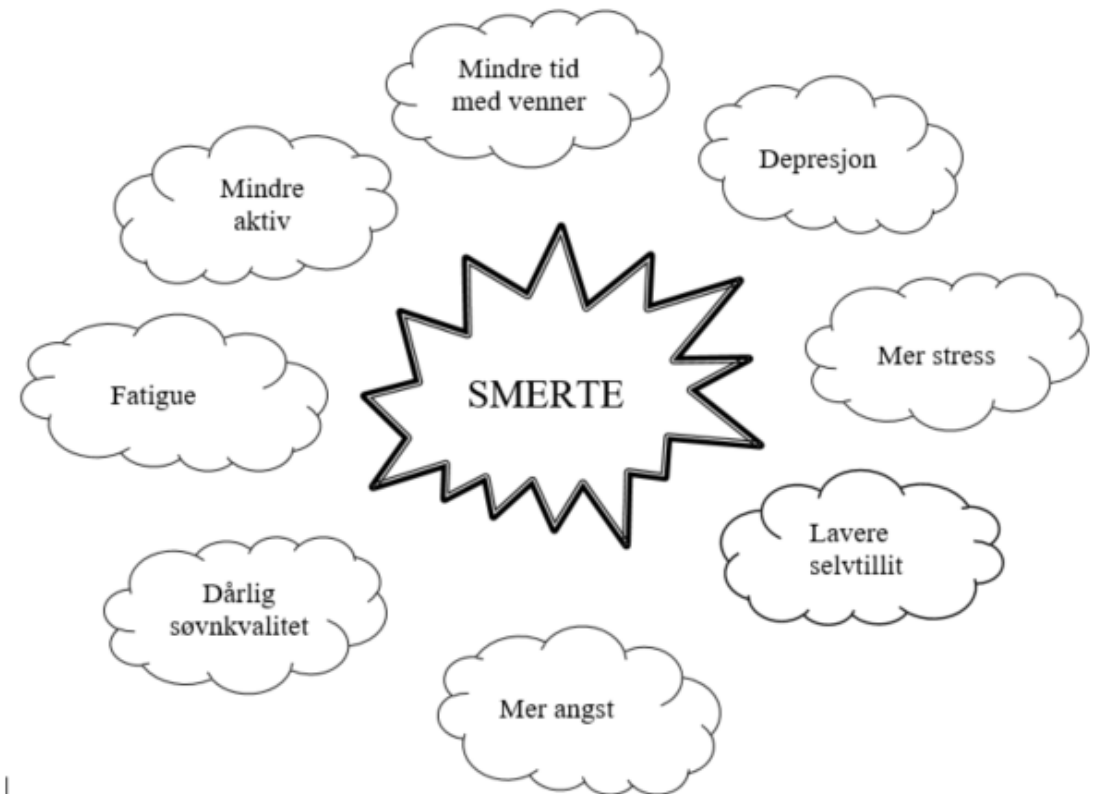 Mindre tid
med venner
Depresjon
Mindre
aktiv
Mer stress
SMERTE
Fatigue
Lavere
selvtillit
Dårlig
søvnkvalitet
Mer angst